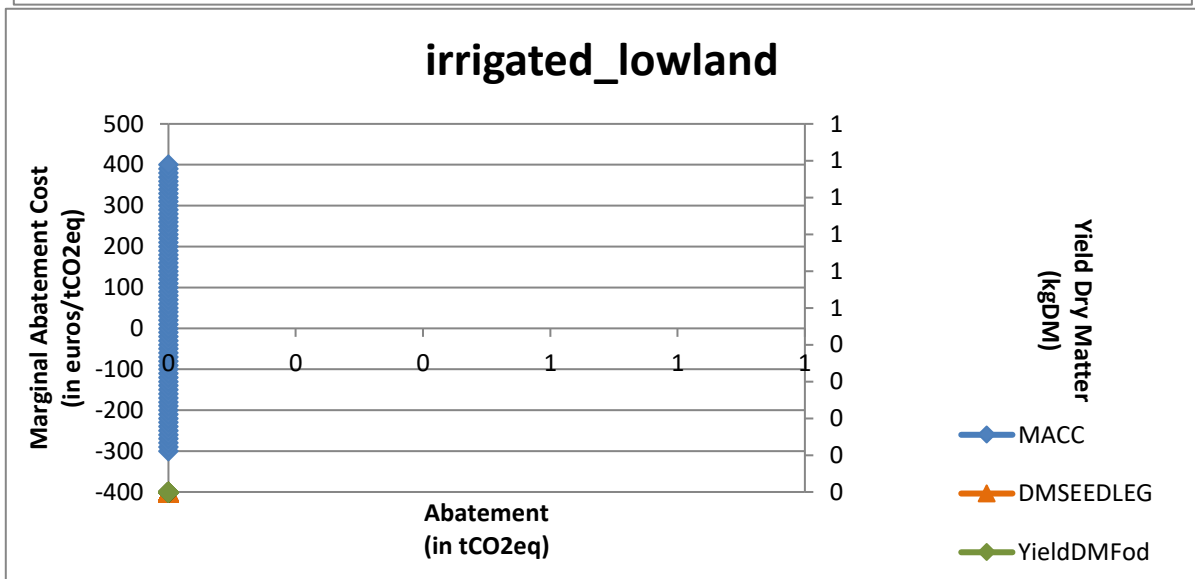 irrigated_lowland
Marginal Abatement Cost
(in euros/tCO2eq)
500
400
300
200
100
0
-100
-200
-300
-400
0
0
0
1
1
1
Abatement
(in tCO2eq)
1
1
1
1
1
1
0
0
0
0
0
Yield Dry Matter
(kgDM)
MACC
DMSEEDLEG
YieldDMFod